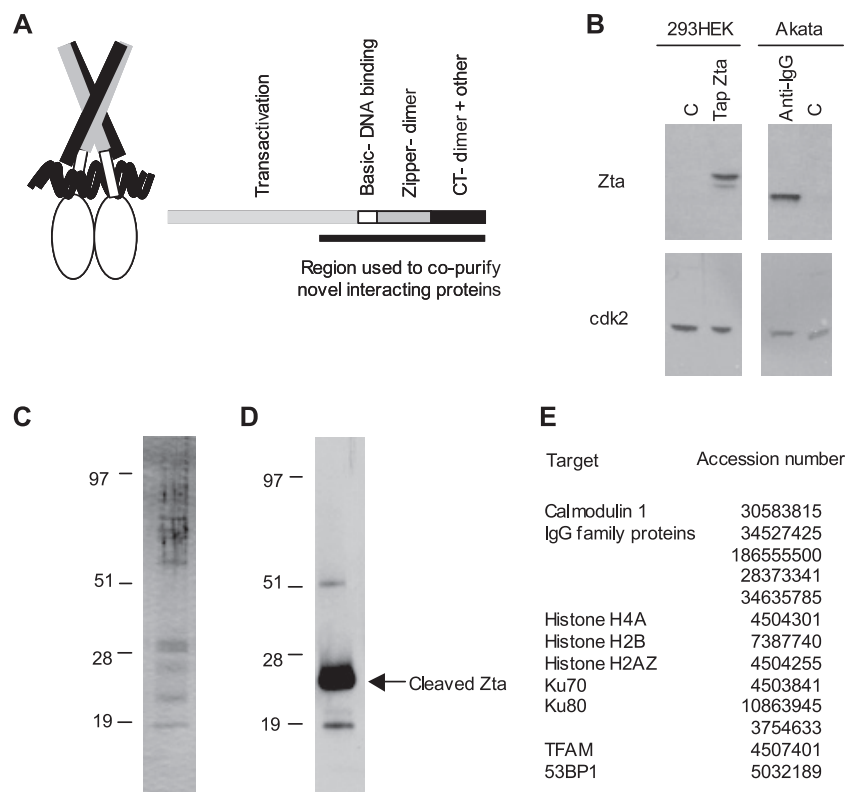 A
Transactivation
Basic- DNA binding
Zipper- dimer
CT- dimer + other
Region used to co-purify
novel interacting proteins
B
293HEK Akata
C
Tap Zta
Anti-IgG
C
Zta
cdk2
C
97
51
28
19
D
97
51
28
19
Cleaved Zta
E
Target Accession number
Calmodulin 1 30583815
IgG family proteins 34527425
186555500
28373341
34635785
Histone H4A 4504301
Histone H2B 7387740
Histone H2AZ 4504255
Ku70 4503841
Ku80 10863945
3754633
TFAM 4507401
53BP1 5032189